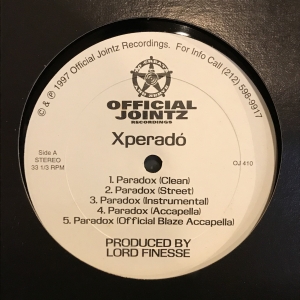 © & ℗ 1997 Official Jointz Recordings. For Info Call (212) 598-9917
OFFICIAL
JOINTZ
RECORDINGS
Xperadó
Side A
STEREO
33 1/3 RPM
OJ 410
1. Paradox (Clean)
2. Paradox (Street)
3. Paradox (Instrumental)
4. Paradox (Accapella)
5. Paradox (Official Blaze Accapella)
PRODUCED BY
LORD FINESSE